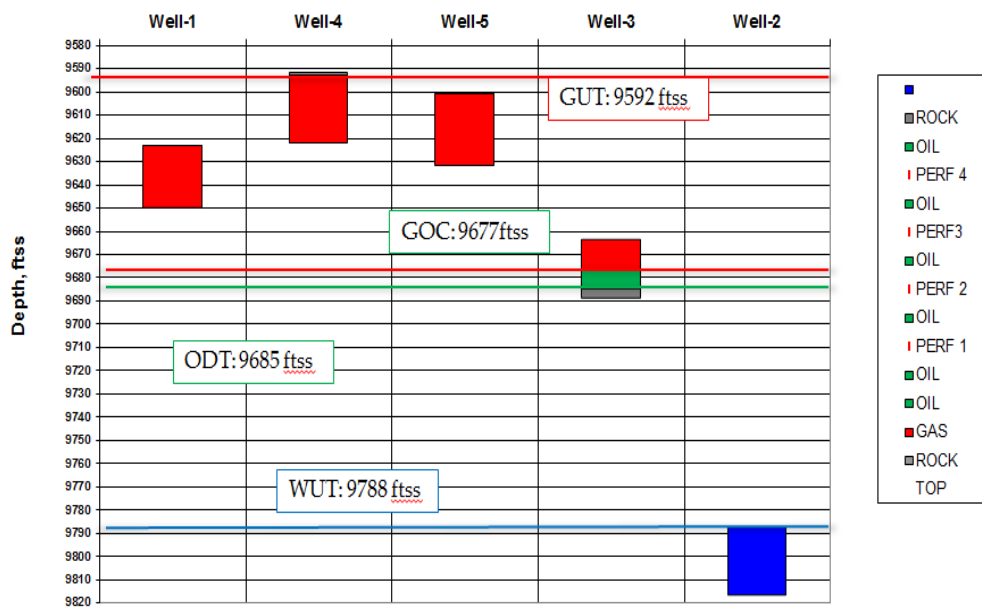 Well-1 Well-4 Well-5 Well-3 Well-2
Depth, ftss
9580
9590
9600
9610
9620
9630
9640
9650
9660
9670
9680
9690
9700
9710
9720
9730
9740
9750
9760
9770
9780
9790
9800
9810
9820
GUT: 9592 ftss
GOC: 9677ftss
ODT: 9685 ftss
WUT: 9788 ftss
ROCK
OIL
PERF 4
OIL
PERF3
OIL
PERF 2
OIL
PERF 1
OIL
OIL
GAS
ROCK
TOP